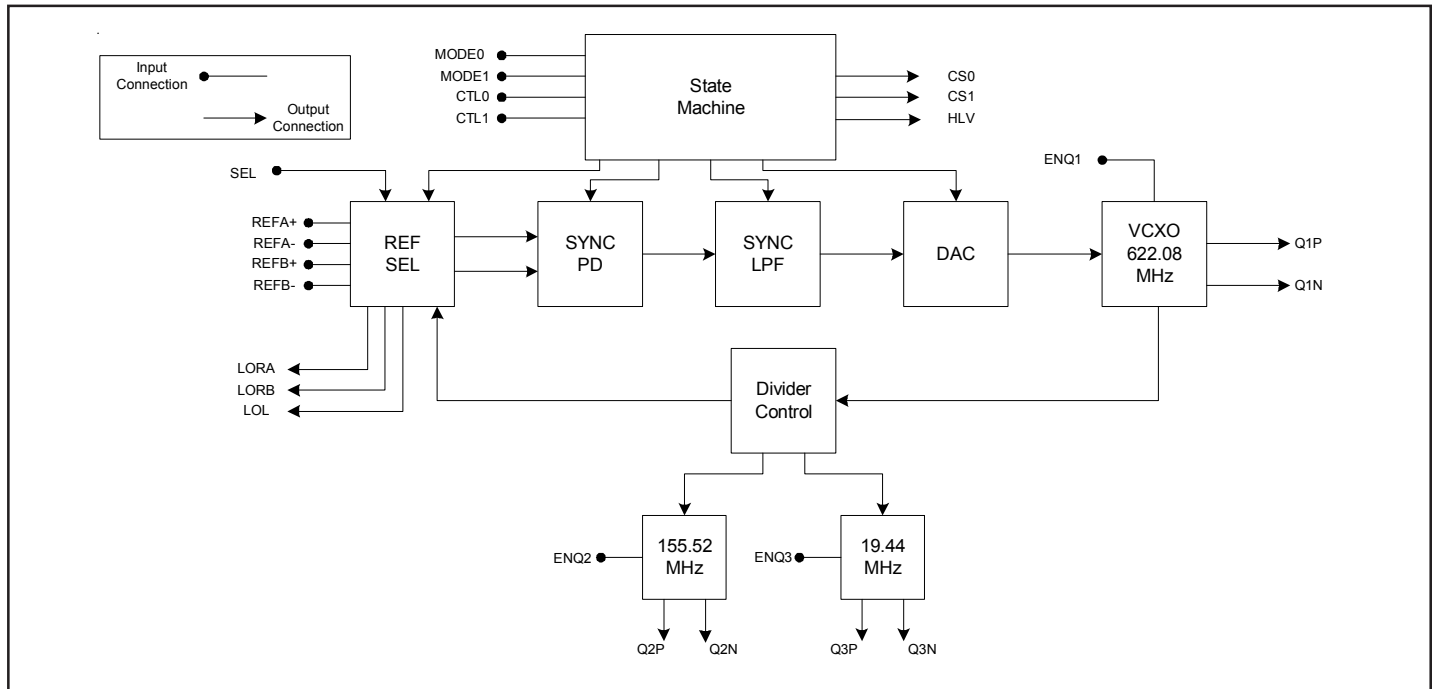 Input
Connection
Output
Connection
MODE0
MODE1
CTL0
CTL1
State
Machine
CS0
CS1
HLV
SEL
ENQ1
REFA+
REFA-
REFB+
REFB-
REF
SEL
SYNC
PD
SYNC
LPF
DAC
VCXO
622.08
MHz
Q1P
Q1N
LORA
LORB
LOL
Divider
Control
ENQ2
155.52
MHz
ENQ3
19.44
MHz
Q2P
Q2N
Q3P
Q3N